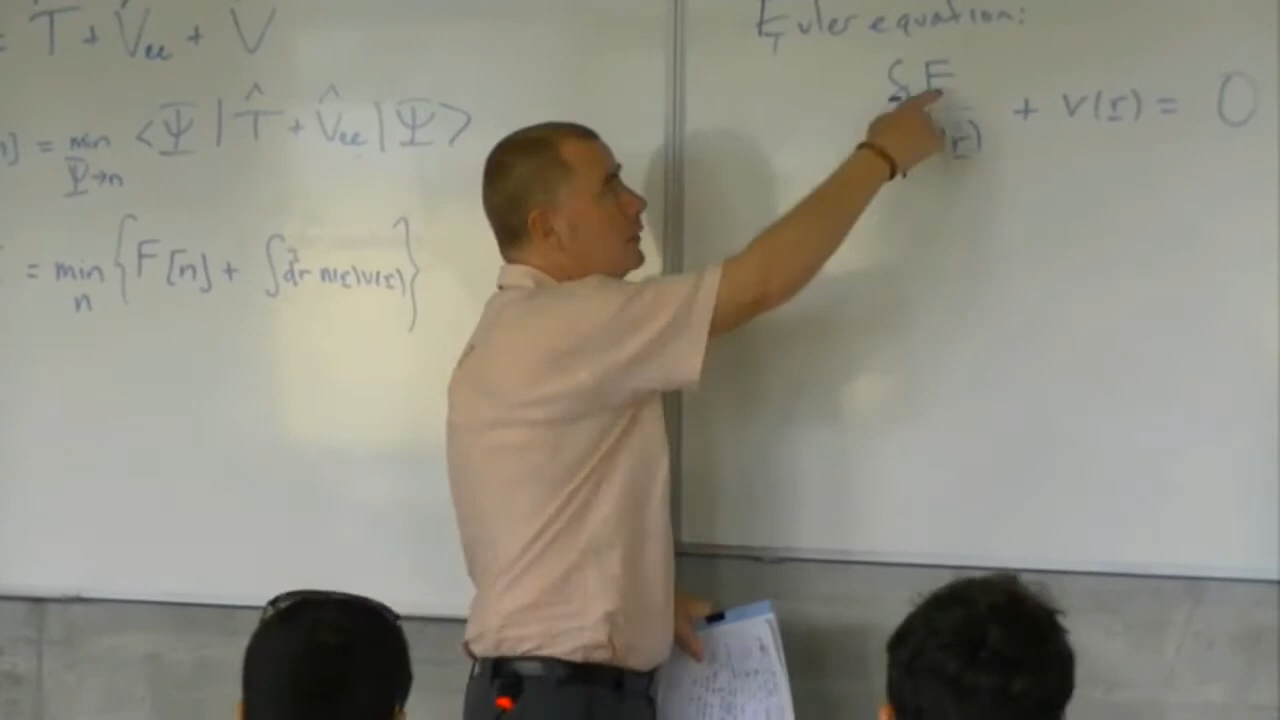 = T̂ + V̂ee + V
n] = min ⟨Ψ | T̂ + V̂ee | Ψ⟩
Ψ→n
= min { F[n] + ∫d³r n(r)v(r) }
n
Euler equation:
δF
(r) + v(r) = 0